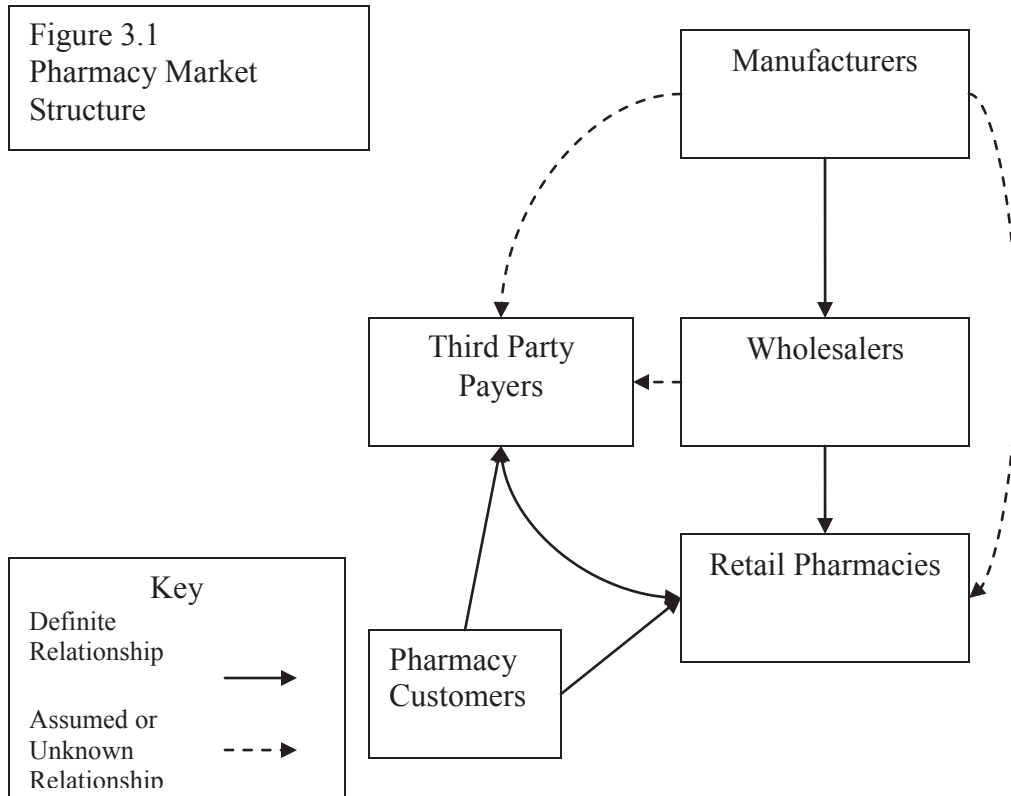 Figure 3.1
Pharmacy Market
Structure
Manufacturers
Third Party
Payers
Wholesalers
Retail Pharmacies
Pharmacy
Customers
Key
Definite
Relationship
Assumed or
Unknown
Relationship